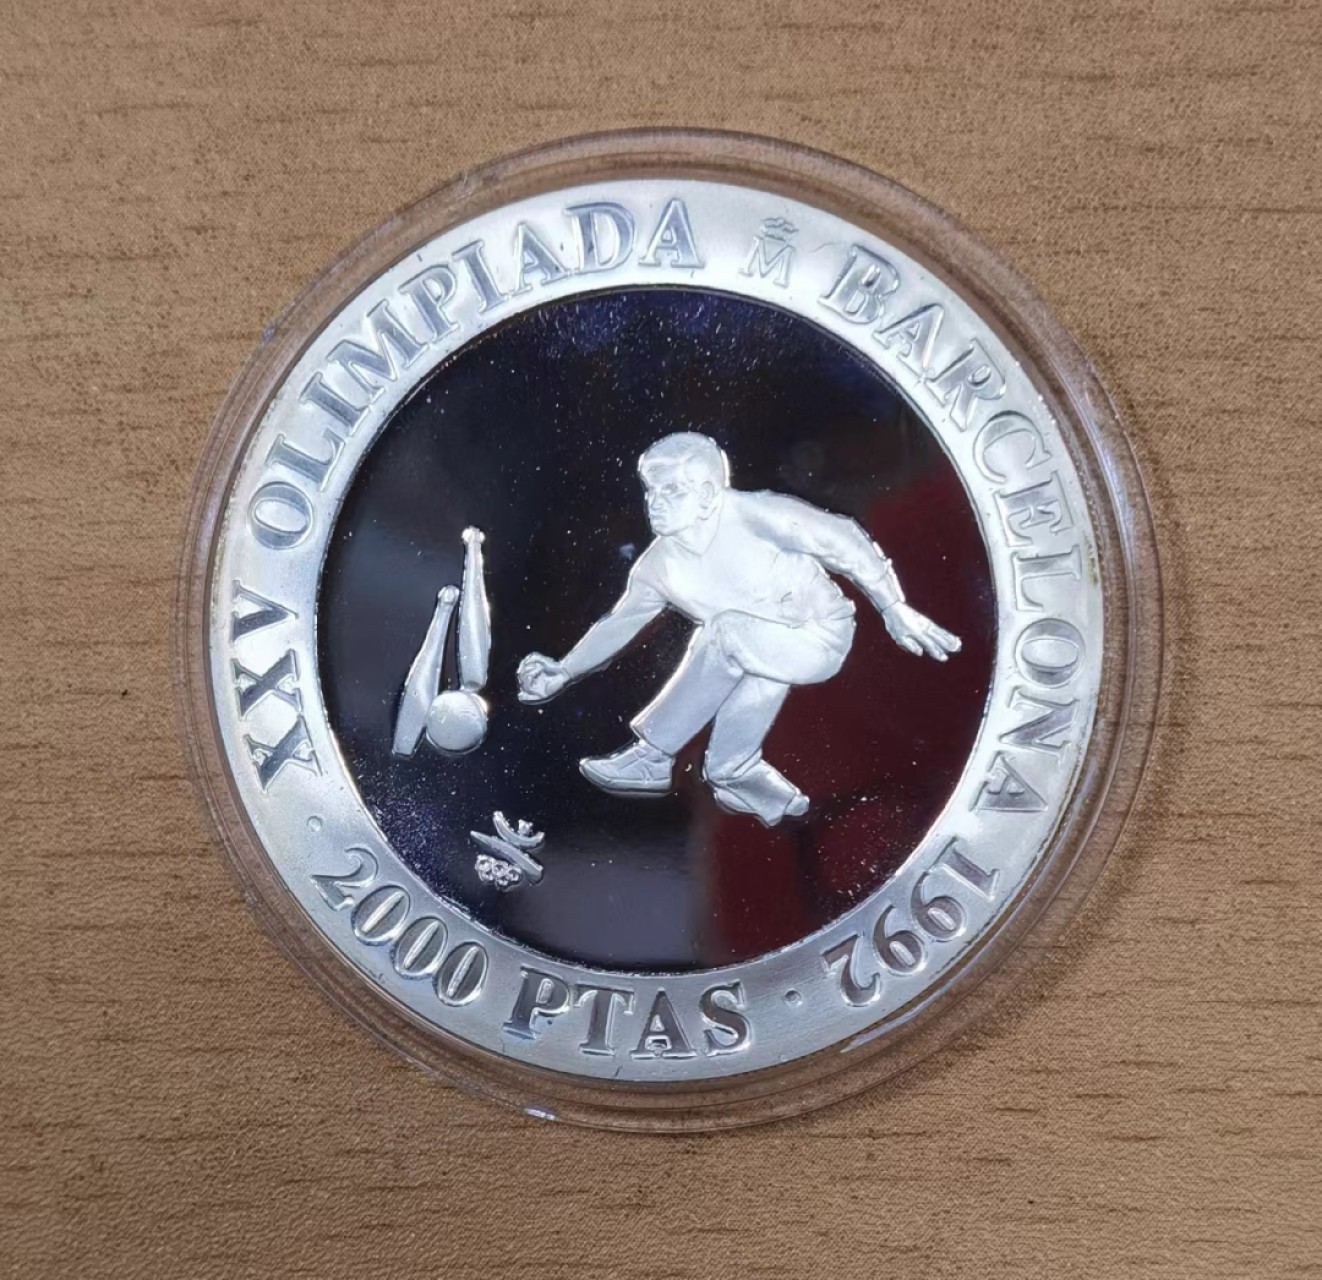 XXV OLIMPIADA M BARCELONA 1992
· 2000 PTAS ·